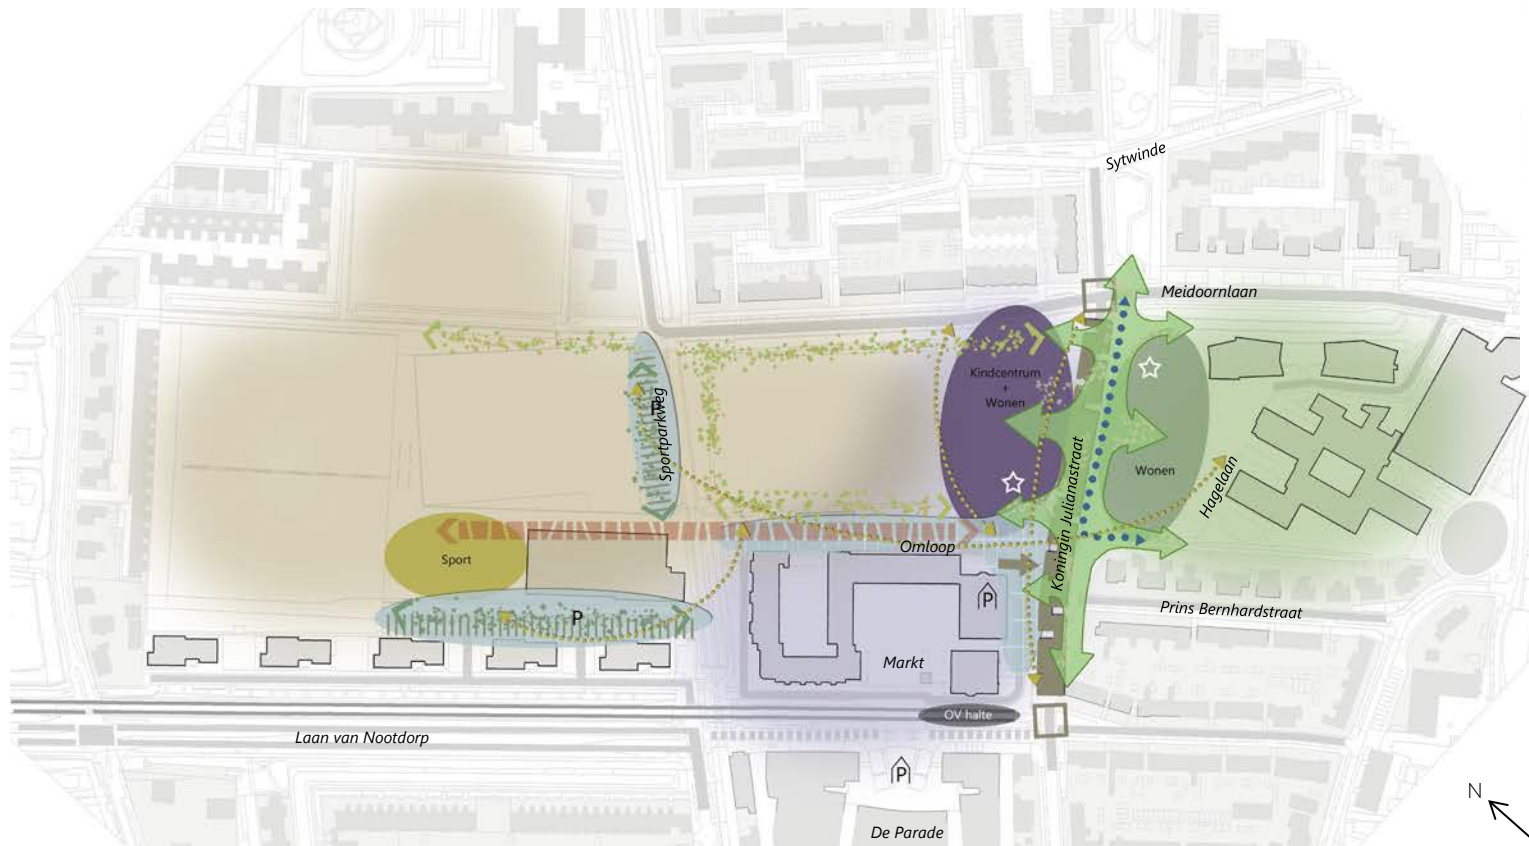 Sytwinde
Meidoornlaan
Kindcentrum
+
Wonen
P
Sportparkweg
Koningin Julianastraat
Wonen
Hagelaan
Omloop
Sport
P
P
Prins Bernhardstraat
Markt
OV halte
Laan van Nootdorp
P
De Parade
N